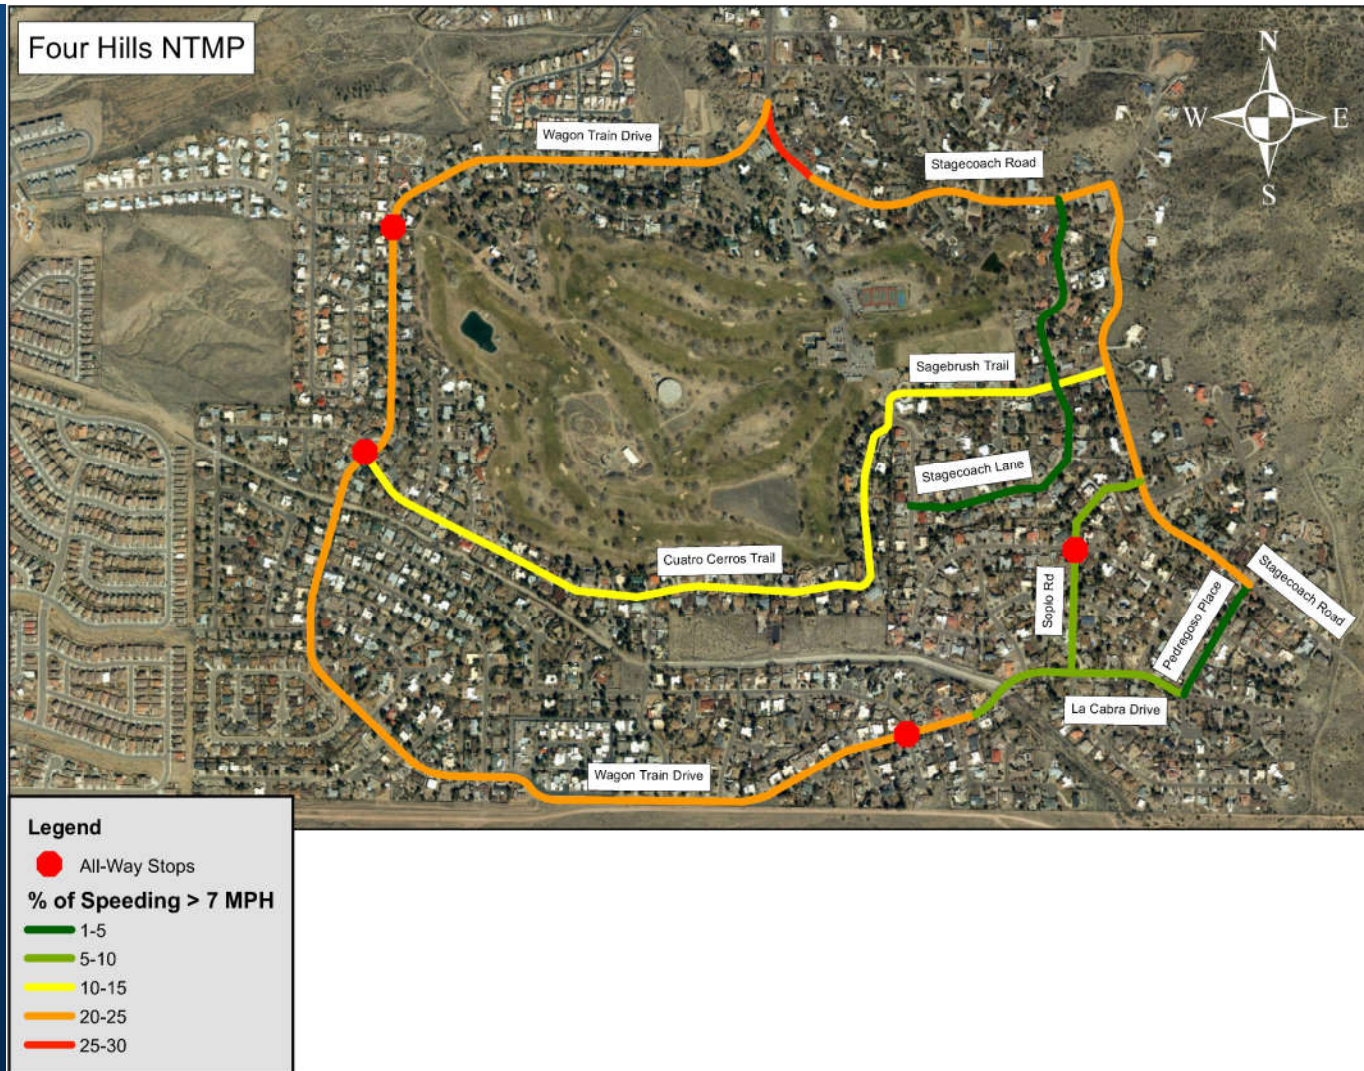 Four Hills NTMP
N
W
E
S
Wagon Train Drive
Stagecoach Road
Sagebrush Trail
Stagecoach Lane
Cuatro Cerros Trail
Soplo Rd
Pedregoso Place
Stagecoach Road
La Cabra Drive
Wagon Train Drive
Legend
All-Way Stops
% of Speeding > 7 MPH
1-5
5-10
10-15
20-25
25-30